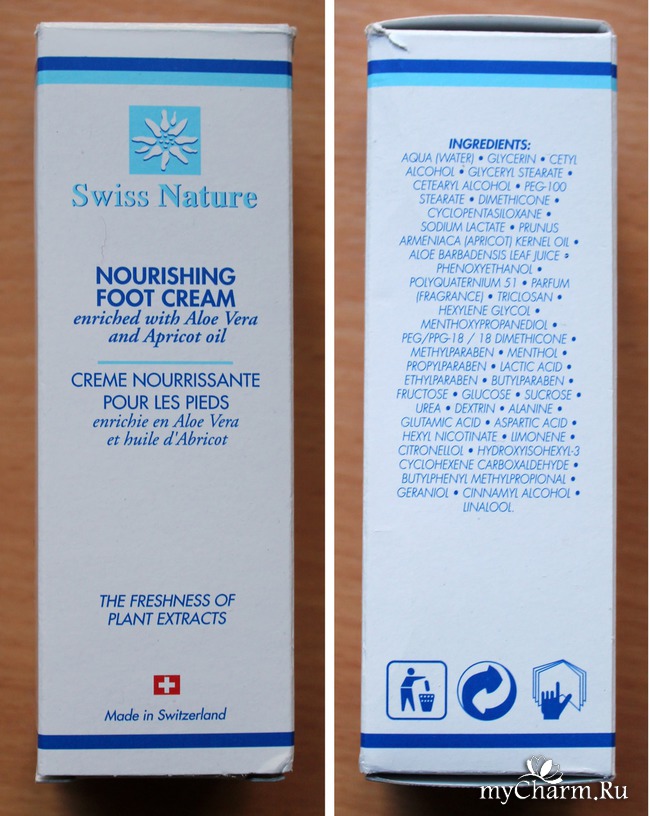 Swiss Nature
NOURISHING
FOOT CREAM
enriched with Aloe Vera
and Apricot oil
CREME NOURRISSANTE
POUR LES PIEDS
enrichie en Aloe Vera
et huile d'Abricot
THE FRESHNESS OF
PLANT EXTRACTS
Made in Switzerland
INGREDIENTS:
AQUA (WATER) • GLYCERIN • CETYL
ALCOHOL • GLYCERYL STEARATE •
CETEARYL ALCOHOL • PEG-100
STEARATE • DIMETHICONE •
CYCLOPENTASILOXANE •
SODIUM LACTATE • PRUNUS
ARMENIACA (APRICOT) KERNEL OIL •
ALOE BARBADENSIS LEAF JUICE •
PHENOXYETHANOL •
POLYQUATERNIUM 51 • PARFUM
(FRAGRANCE) • TRICLOSAN •
HEXYLENE GLYCOL •
MENTHOXYPROPANEDIOL •
PEG/PPG-18 / 18 DIMETHICONE •
METHYLPARABEN • MENTHOL •
PROPYLPARABEN • LACTIC ACID •
ETHYLPARABEN • BUTYLPARABEN •
FRUCTOSE • GLUCOSE • SUCROSE •
UREA • DEXTRIN • ALANINE •
GLUTAMIC ACID • ASPARTIC ACID •
HEXYL NICOTINATE • LIMONENE •
CITRONELLOL • HYDROXYISOHEXYL-3
CYCLOHEXENE CARBOXALDEHYDE •
BUTYLPHENYL METHYLPROPIONAL •
GERANIOL • CINNAMYL ALCOHOL •
LINALOOL.
myCharm.Ru